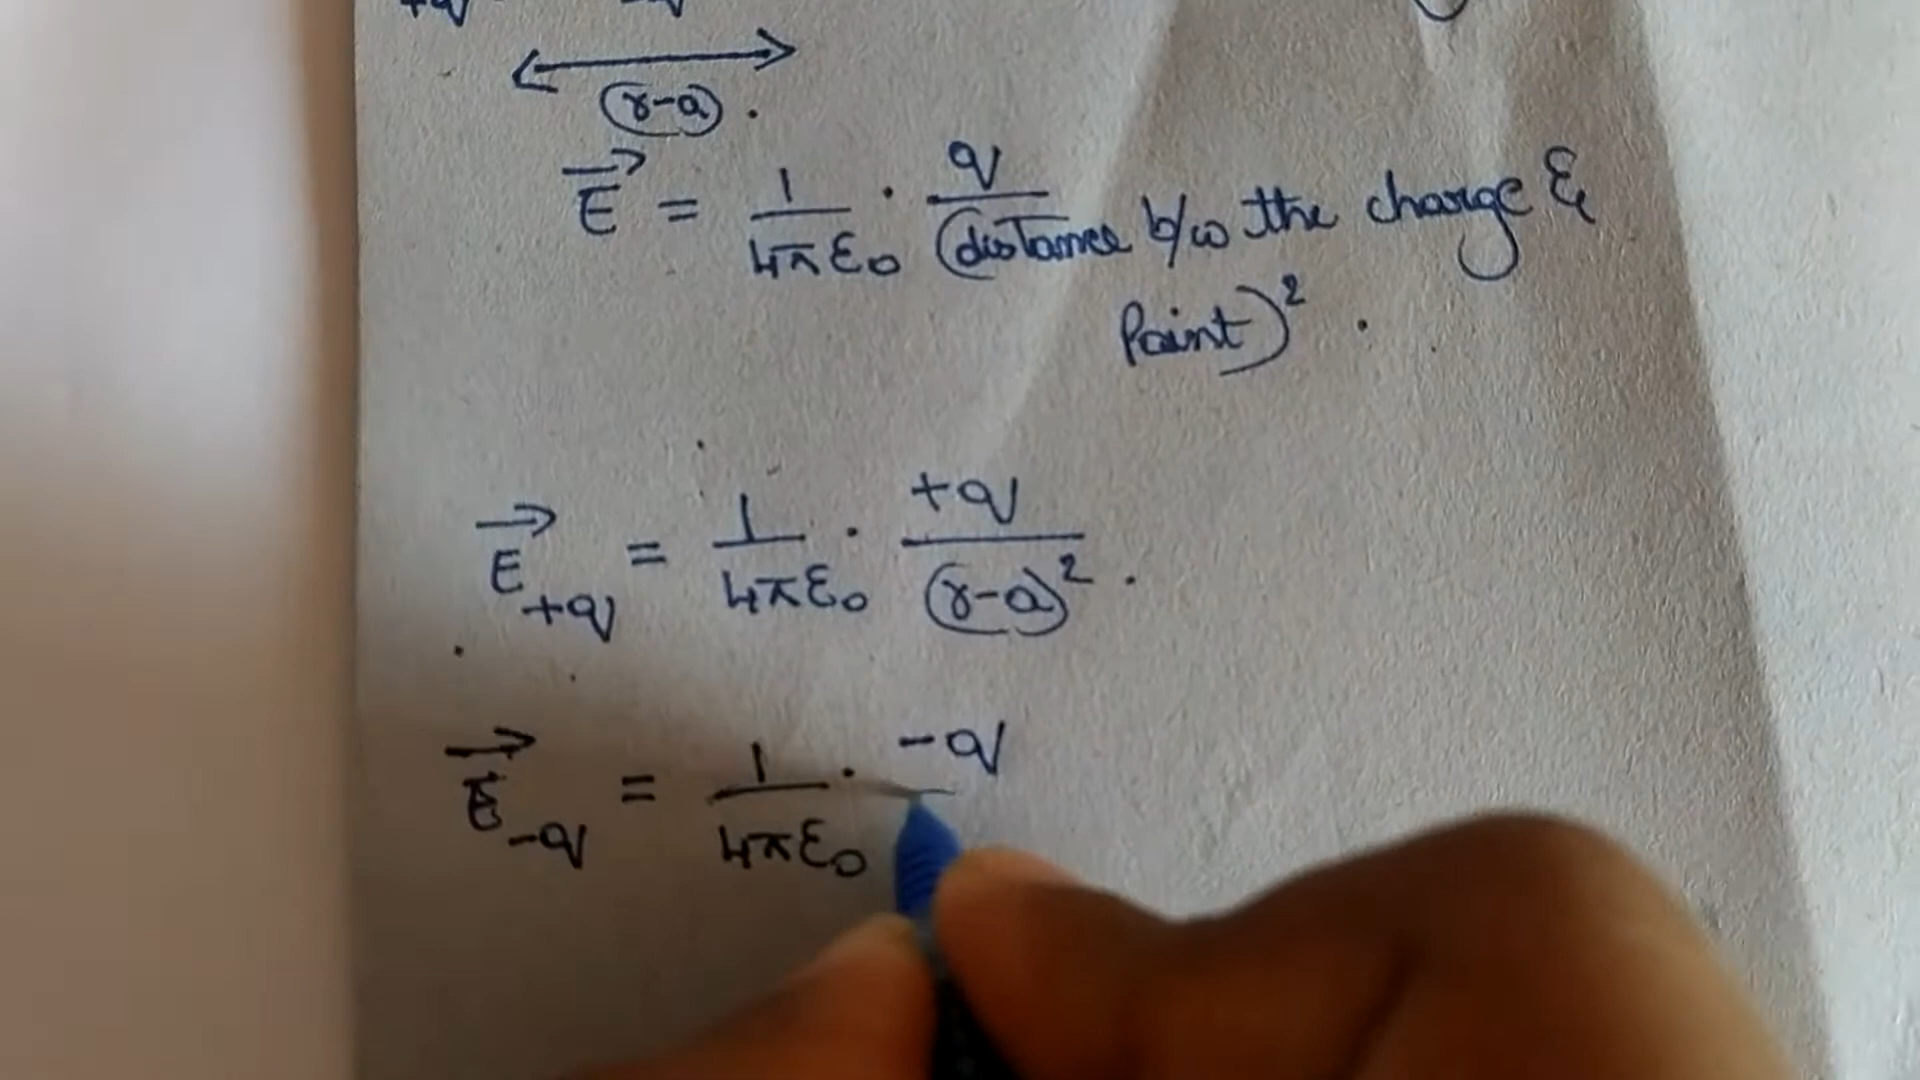 +q -q
(r-a).
E⃗ = 1/4πε₀ · q/(distance b/w the charge &
Point)² .
E⃗₊q = 1/4πε₀ · +q/(r-a)² .
E⃗₋q = 1/4πε₀ · -q